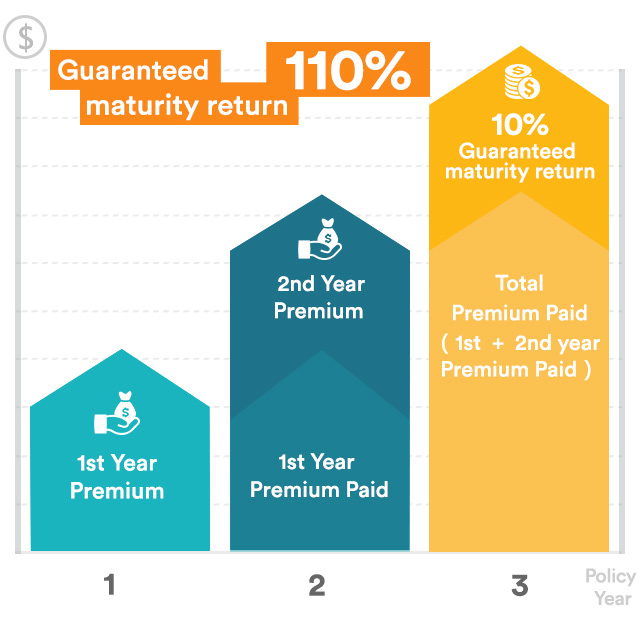 $
Guaranteed
maturity return
110%
$
10%
Guaranteed
maturity return
$
2nd Year
Premium
Total
Premium Paid
( 1st + 2nd year
Premium Paid )
$
1st Year
Premium
1st Year
Premium Paid
1
2
3
Policy
Year